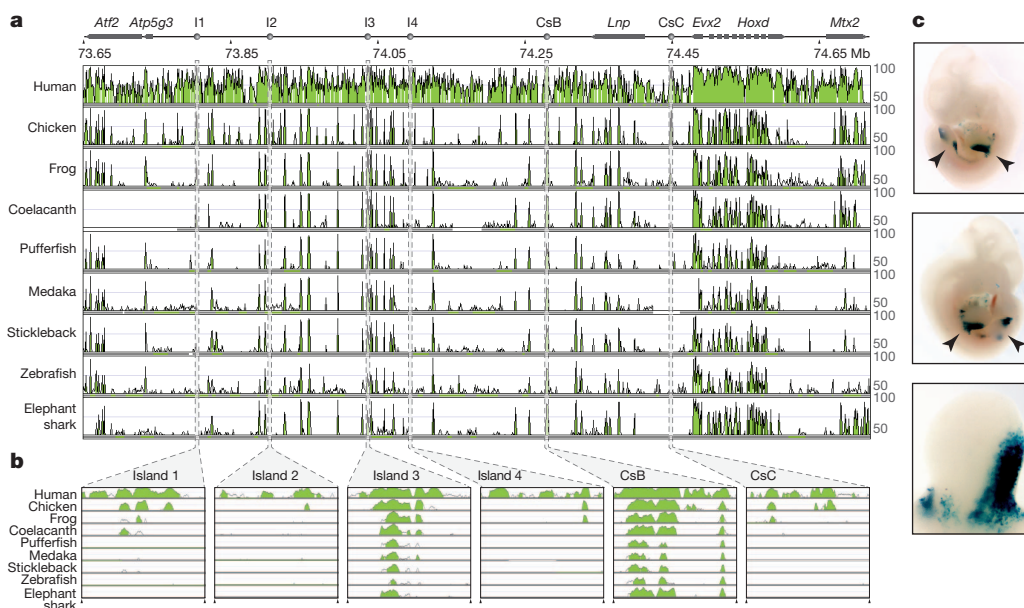 a
Atf2 Atp5g3 I1 I2 I3 I4 CsB Lnp CsC Evx2 Hoxd Mtx2
73.65 73.85 74.05 74.25 74.45 74.65 Mb
Human 100
50
Chicken 100
50
Frog 100
50
Coelacanth 100
50
Pufferfish 100
50
Medaka 100
50
Stickleback 100
50
Zebrafish 100
50
Elephant shark 100
50
b
Island 1 Island 2 Island 3 Island 4 CsB CsC
Human
Chicken
Frog
Coelacanth
Pufferfish
Medaka
Stickleback
Zebrafish
Elephant
shark
c